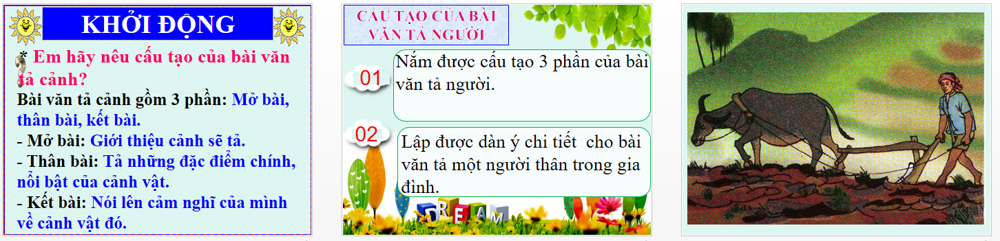 KHỞI ĐỘNG
* Em hãy nêu cấu tạo của bài văn
tả cảnh?
Bài văn tả cảnh gồm 3 phần: Mở bài,
thân bài, kết bài.
- Mở bài: Giới thiệu cảnh sẽ tả.
- Thân bài: Tả những đặc điểm chính,
nổi bật của cảnh vật.
- Kết bài: Nói lên cảm nghĩ của mình
về cảnh vật đó.
CẤU TẠO CỦA BÀI
VĂN TẢ NGƯỜI
01
Nắm được cấu tạo 3 phần của bài
văn tả người.
02
Lập được dàn ý chi tiết cho bài
văn tả một người thân trong gia
đình.
DREAM